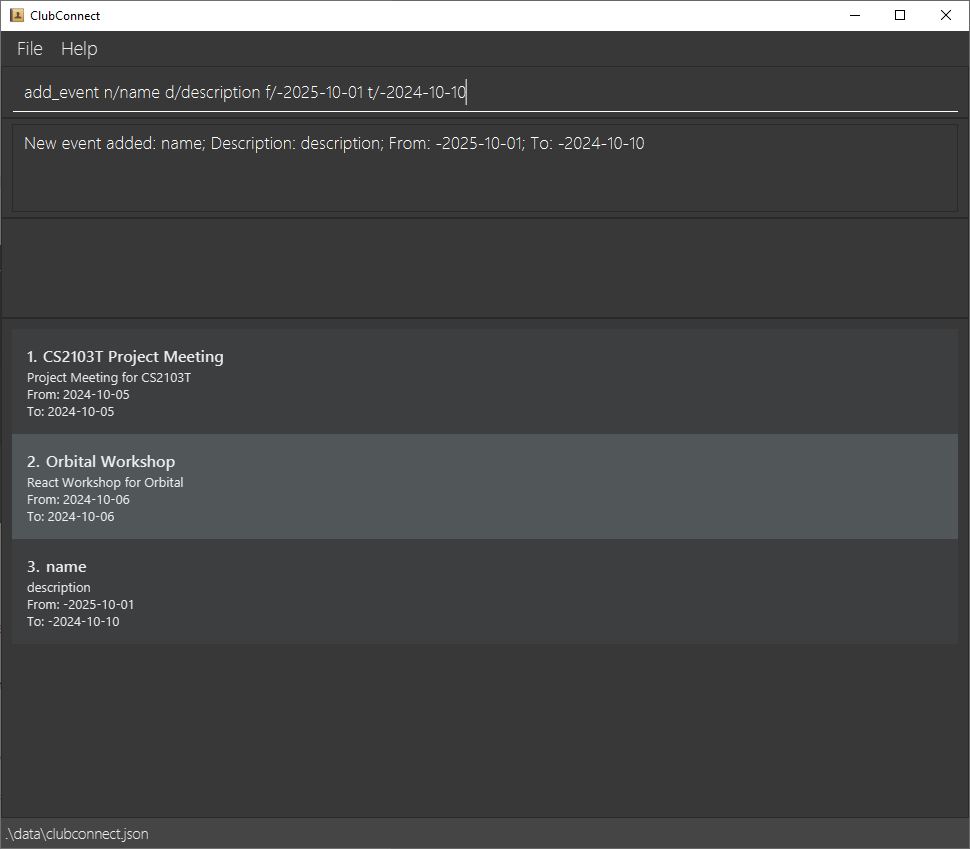 ClubConnect
File Help
add_event n/name d/description f/-2025-10-01 t/-2024-10-10
New event added: name; Description: description; From: -2025-10-01; To: -2024-10-10
1. CS2103T Project Meeting
Project Meeting for CS2103T
From: 2024-10-05
To: 2024-10-05
2. Orbital Workshop
React Workshop for Orbital
From: 2024-10-06
To: 2024-10-06
3. name
description
From: -2025-10-01
To: -2024-10-10
.\data\clubconnect.json